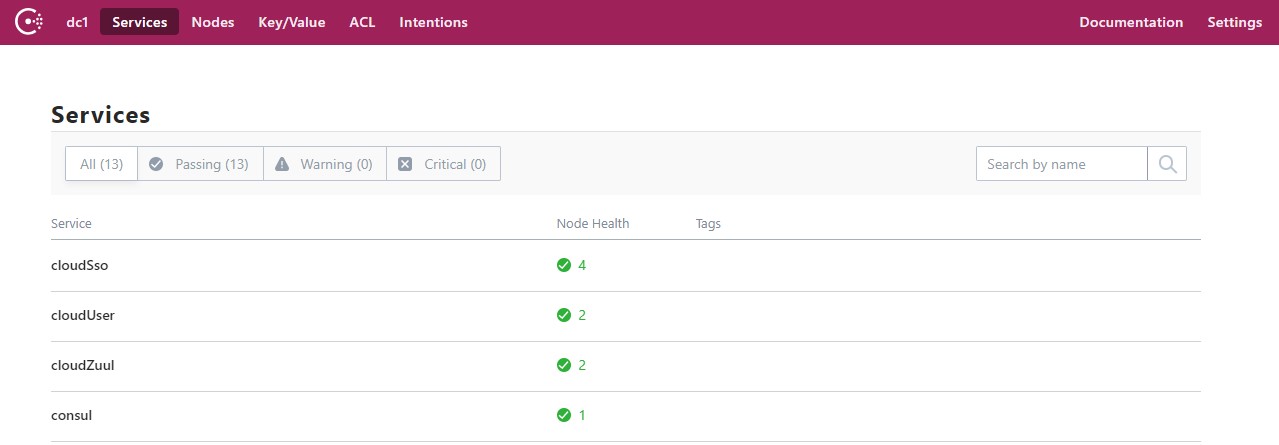 dc1 Services Nodes Key/Value ACL Intentions Documentation Settings
Services
All (13) Passing (13) Warning (0) Critical (0) Search by name
Service Node Health Tags
cloudSso 4
cloudUser 2
cloudZuul 2
consul 1